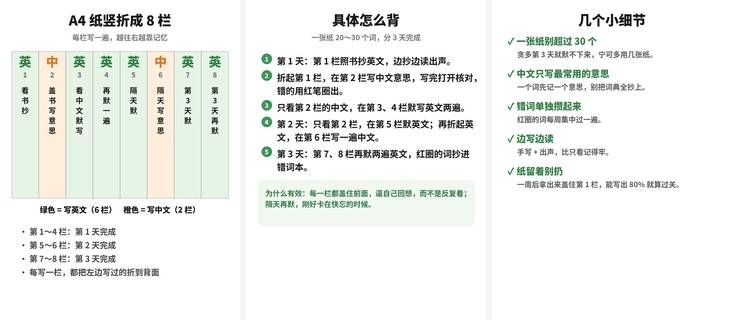 A4 纸竖折成 8 栏
每栏写一遍，越往右越靠记忆
英 中 英 英 英 中 英 英
1 2 3 4 5 6 7 8
看书抄
盖书写意思
看中文默写
再默一遍
隔天默
隔天写意思
第3天默
第3天再默
绿色 = 写英文（6 栏） 橙色 = 写中文（2 栏）
· 第 1～4 栏：第 1 天完成
· 第 5～6 栏：第 2 天完成
· 第 7～8 栏：第 3 天完成
· 每写一栏，都把左边写过的折到背面
具体怎么背
一张纸 20～30 个词，分 3 天完成
1 第 1 天：第 1 栏照书抄英文，边抄边读出声。
2 折起第 1 栏，在第 2 栏写中文意思，写完打开核对，
错的用红笔圈出。
3 只看第 2 栏的中文，在第 3、4 栏默写英文两遍。
4 第 2 天：只看第 2 栏，在第 5 栏默英文；再折起英
文，在第 6 栏写一遍中文。
5 第 3 天：第 7、8 栏再默两遍英文，红圈的词抄进
错词本。
为什么有效：每一栏都盖住前面，逼自己回想，而不是反复看；
隔天再默，刚好卡在快忘的时候。
几个小细节
✓ 一张纸别超过 30 个
贪多第 3 天就默不下来，宁可多用几张纸。
✓ 中文只写最常用的意思
一个词先记一个意思，别把词典全抄上。
✓ 错词单独攒起来
红圈的词每周集中过一遍。
✓ 边写边读
手写 + 出声，比只看记得牢。
✓ 纸留着别扔
一周后拿出来盖住第 1 栏，能写出 80% 就算过关。